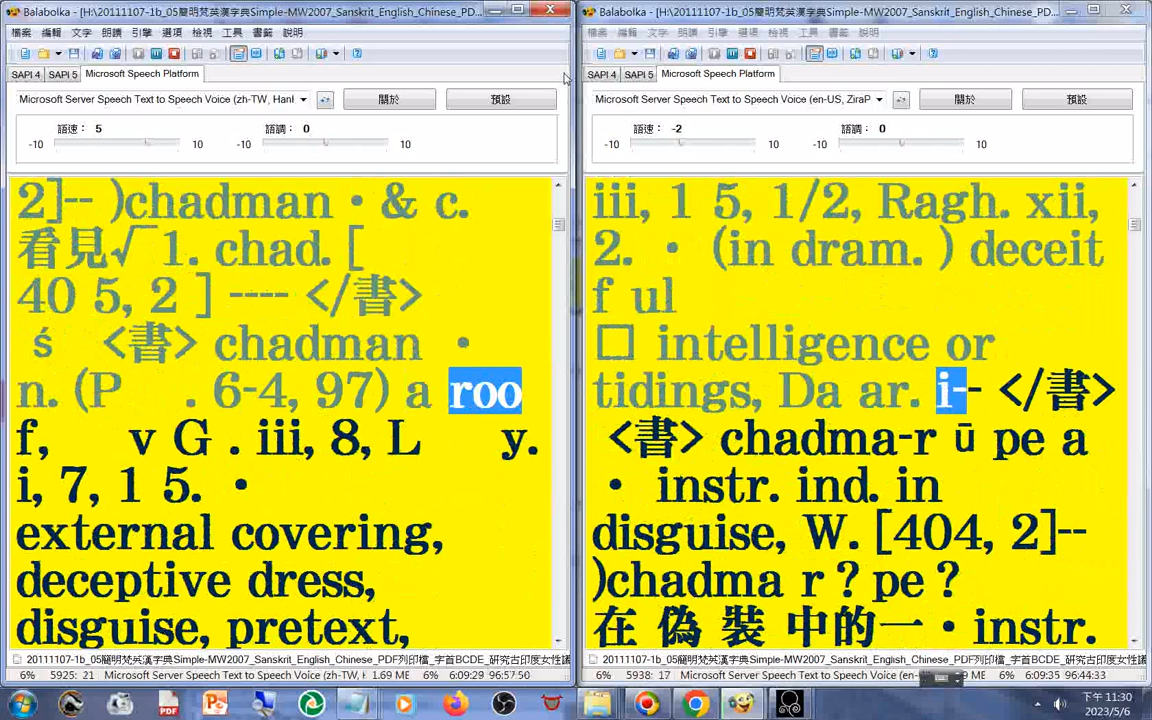 Balabolka - [H:\20111107-1b_05簡明梵英漢字典Simple-MW2007_Sanskrit_English_Chinese_PD...
檔案 編輯 文字 朗讀 引擎 選項 檢視 工具 書籤 說明
SAPI 4 SAPI 5 Microsoft Speech Platform
Microsoft Server Speech Text to Speech Voice (zh-TW, Hanl
關於
預設
語速: 5
語調: 0
-10 10 -10 10
2]-- )chadman • & c.
看見√ 1. chad. [
40 5, 2 ] ---- </書>
ś <書> chadman •
n. (P . 6-4, 97) a roo
f, v G . iii, 8, L y.
i, 7, 1 5. •
external covering,
deceptive dress,
disguise, pretext,
20111107-1b_05簡明梵英漢字典Simple-MW2007_Sanskrit_English_Chinese_PDF列印檔_字首BCDE_研究古印度女性議
6% 5925: 21 Microsoft Server Speech Text to Speech Voice (zh-TW, H 1.69 ME 6% 6:09:29 96:57:50
Balabolka - [H:\20111107-1b_05簡明梵英漢字典Simple-MW2007_Sanskrit_English_Chinese_PD...
檔案 編輯 文字 朗讀 引擎 選項 檢視 工具 書籤 說明
SAPI 4 SAPI 5 Microsoft Speech Platform
Microsoft Server Speech Text to Speech Voice (en-US, ZiraP
關於
預設
語速: -2
語調: 0
-10 10 -10 10
iii, 1 5, 1/2, Ragh. xii,
2. • (in dram. ) deceit
f ul
□ intelligence or
tidings, Da ar. i-- </書>
<書> chadma-r ū pe a
• instr. ind. in
disguise, W. [404, 2]--
)chadma r ? pe ?
在 偽 裝 中的一 • instr.
20111107-1b_05簡明梵英漢字典Simple-MW2007_Sanskrit_English_Chinese_PDF列印檔_字首BCDE_研究古印度女性議
6% 5938: 17 Microsoft Server Speech Text to Speech Voice (en-U ME 6% 6:09:35 96:44:33
PDF
下午 11:30
2023/5/6